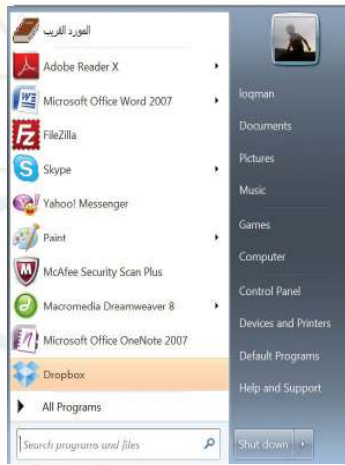 المورد القريب
Adobe Reader X
Microsoft Office Word 2007
FileZilla
Skype
Yahoo! Messenger
Paint
McAfee Security Scan Plus
Macromedia Dreamweaver 8
Microsoft Office OneNote 2007
Dropbox
All Programs
Search programs and files
loqman
Documents
Pictures
Music
Games
Computer
Control Panel
Devices and Printers
Default Programs
Help and Support
Shut down